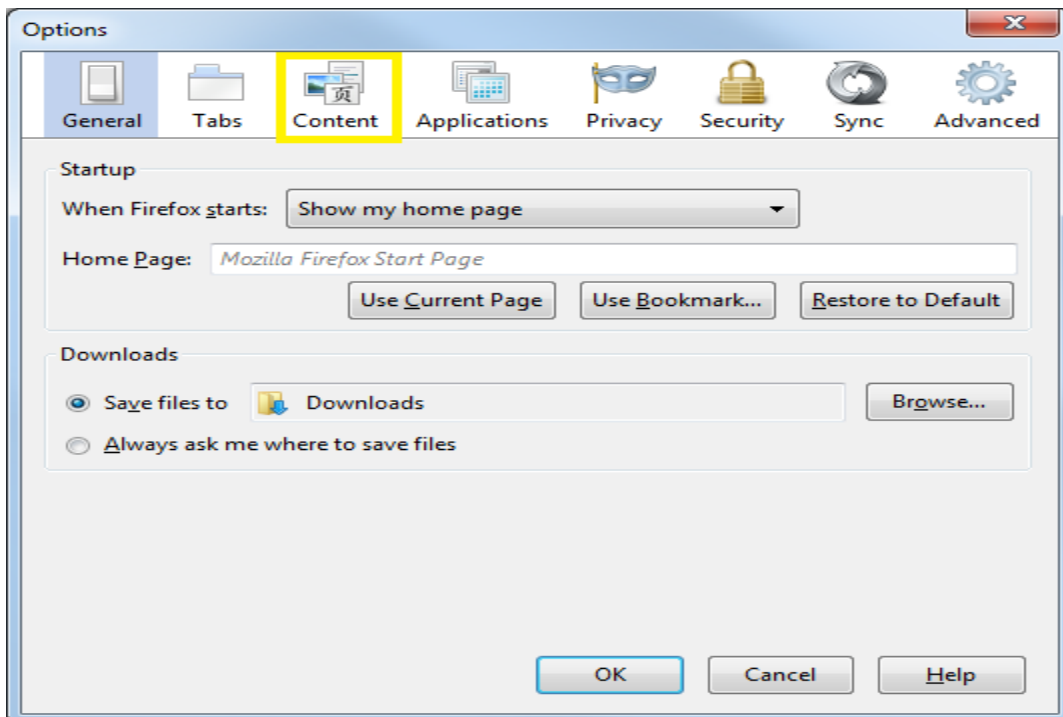 Options
页
General Tabs Content Applications Privacy Security Sync Advanced
Startup
When Firefox starts: Show my home page
Home Page: Mozilla Firefox Start Page
Use Current Page Use Bookmark... Restore to Default
Downloads
Save files to Downloads Browse...
Always ask me where to save files
OK Cancel Help